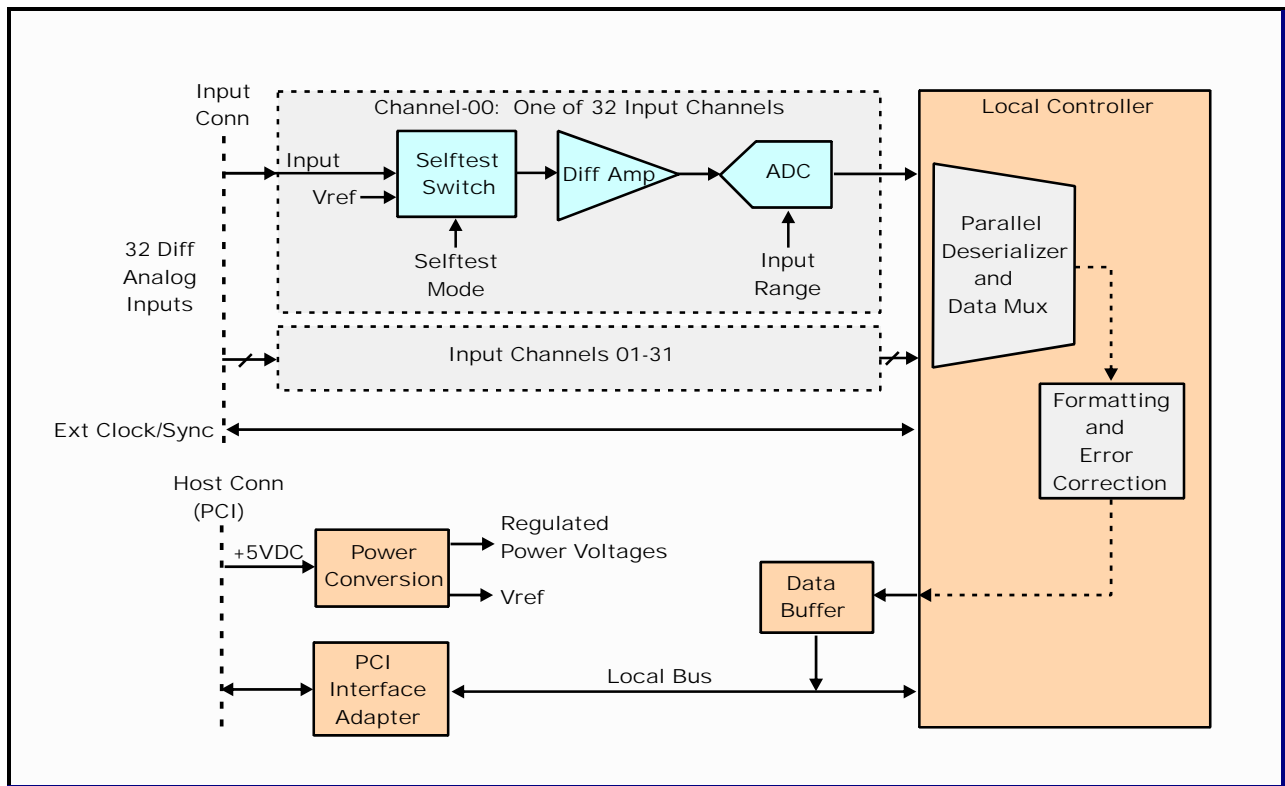 Input
Conn
Channel-00:  One of 32 Input Channels
Local Controller
Input
Vref
Selftest
Switch
Diff Amp
ADC
Selftest
Mode
Input
Range
32 Diff
Analog
Inputs
Parallel
Deserializer
and
Data Mux
Input Channels 01-31
Ext Clock/Sync
Formatting
and
Error
Correction
Host Conn
(PCI)
+5VDC
Power
Conversion
Regulated
Power Voltages
Vref
Data
Buffer
PCI
Interface
Adapter
Local Bus